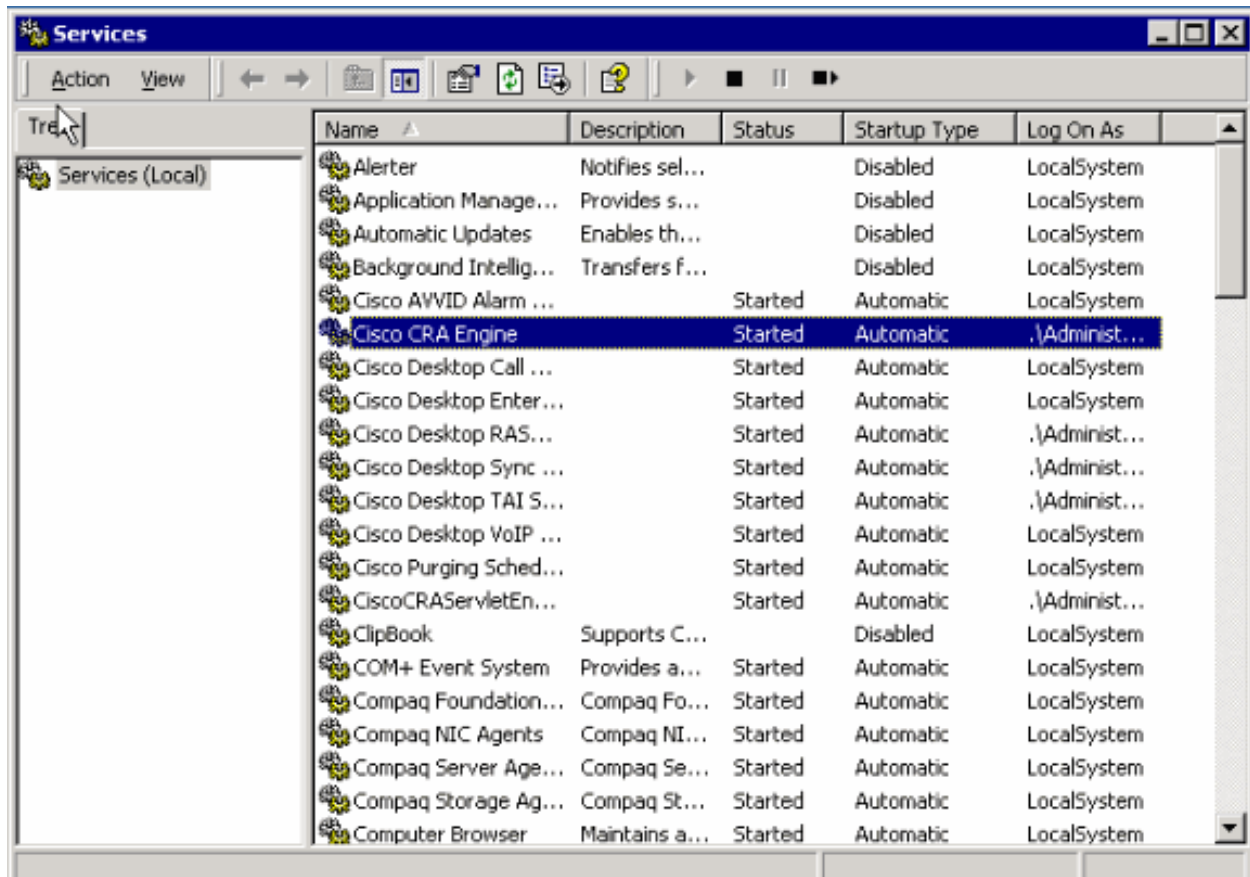 Services
Action View
Tree
Name Description Status Startup Type Log On As
Services (Local)
Alerter Notifies sel... Disabled LocalSystem
Application Manage... Provides s... Disabled LocalSystem
Automatic Updates Enables th... Disabled LocalSystem
Background Intellig... Transfers f... Disabled LocalSystem
Cisco AVVID Alarm ... Started Automatic LocalSystem
Cisco CRA Engine Started Automatic .\Administ...
Cisco Desktop Call ... Started Automatic LocalSystem
Cisco Desktop Enter... Started Automatic LocalSystem
Cisco Desktop RAS... Started Automatic .\Administ...
Cisco Desktop Sync ... Started Automatic .\Administ...
Cisco Desktop TAI S... Started Automatic .\Administ...
Cisco Desktop VoIP ... Started Automatic LocalSystem
Cisco Purging Sched... Started Automatic LocalSystem
CiscoCRAServletEn... Started Automatic .\Administ...
ClipBook Supports C... Disabled LocalSystem
COM+ Event System Provides a... Started Automatic LocalSystem
Compaq Foundation... Compaq Fo... Started Automatic LocalSystem
Compaq NIC Agents Compaq NI... Started Automatic LocalSystem
Compaq Server Age... Compaq Se... Started Automatic LocalSystem
Compaq Storage Ag... Compaq St... Started Automatic LocalSystem
Computer Browser Maintains a... Started Automatic LocalSystem